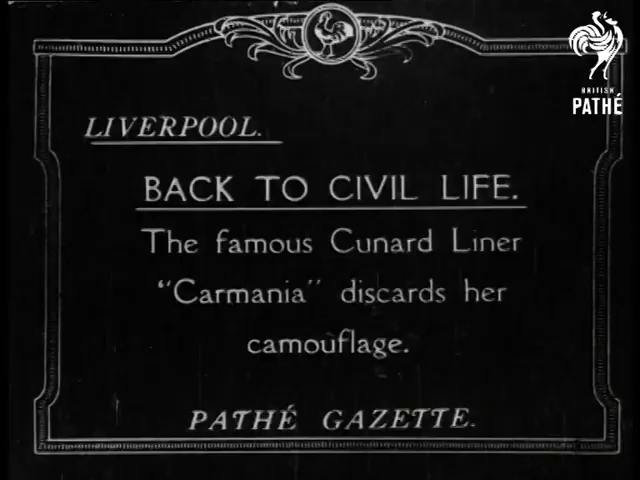 BRITISH
PATHÉ
LIVERPOOL.
BACK TO CIVIL LIFE.
The famous Cunard Liner
"Carmania" discards her
camouflage.
PATHÉ GAZETTE.